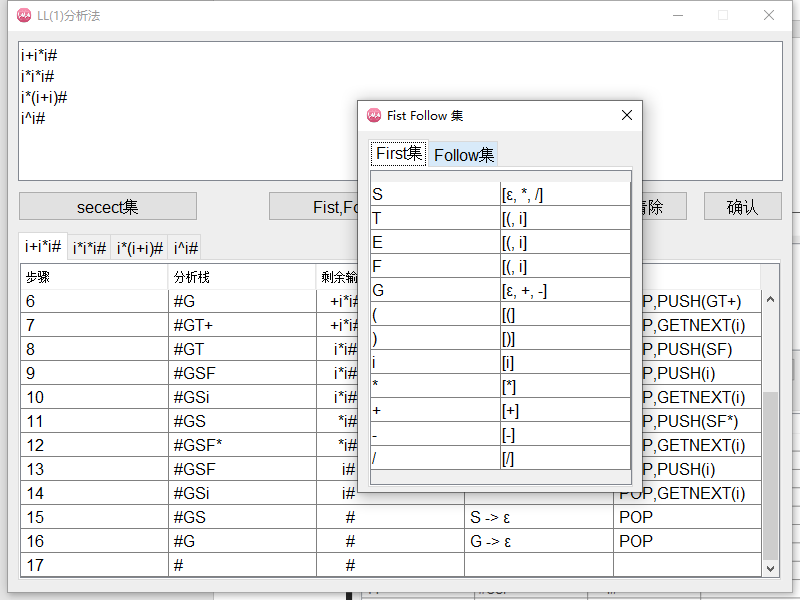 LL(1)分析法
i+i*i#
i*i*i#
i*(i+i)#
i^i#
Fist Follow 集
First集 Follow集
S [ε, *, /]
T [(, i]
E [(, i]
F [(, i]
G [ε, +, -]
( [(]
) [)]
i [i]
* [*]
+ [+]
- [-]
/ [/]
secect集 Fist,Fo 确认
i+i*i# i*i*i# i*(i+i)# i^i#
步骤 分析栈 剩余输
6 #G +i*i# P,PUSH(GT+)
7 #GT+ +i*i# P,GETNEXT(i)
8 #GT i*i# P,PUSH(SF)
9 #GSF i*i# P,PUSH(i)
10 #GSi i*i# P,GETNEXT(i)
11 #GS *i# P,PUSH(SF*)
12 #GSF* *i# P,GETNEXT(i)
13 #GSF i# P,PUSH(i)
14 #GSi i# POP,GETNEXT(i)
15 #GS # S -> ε POP
16 #G # G -> ε POP
17 # #